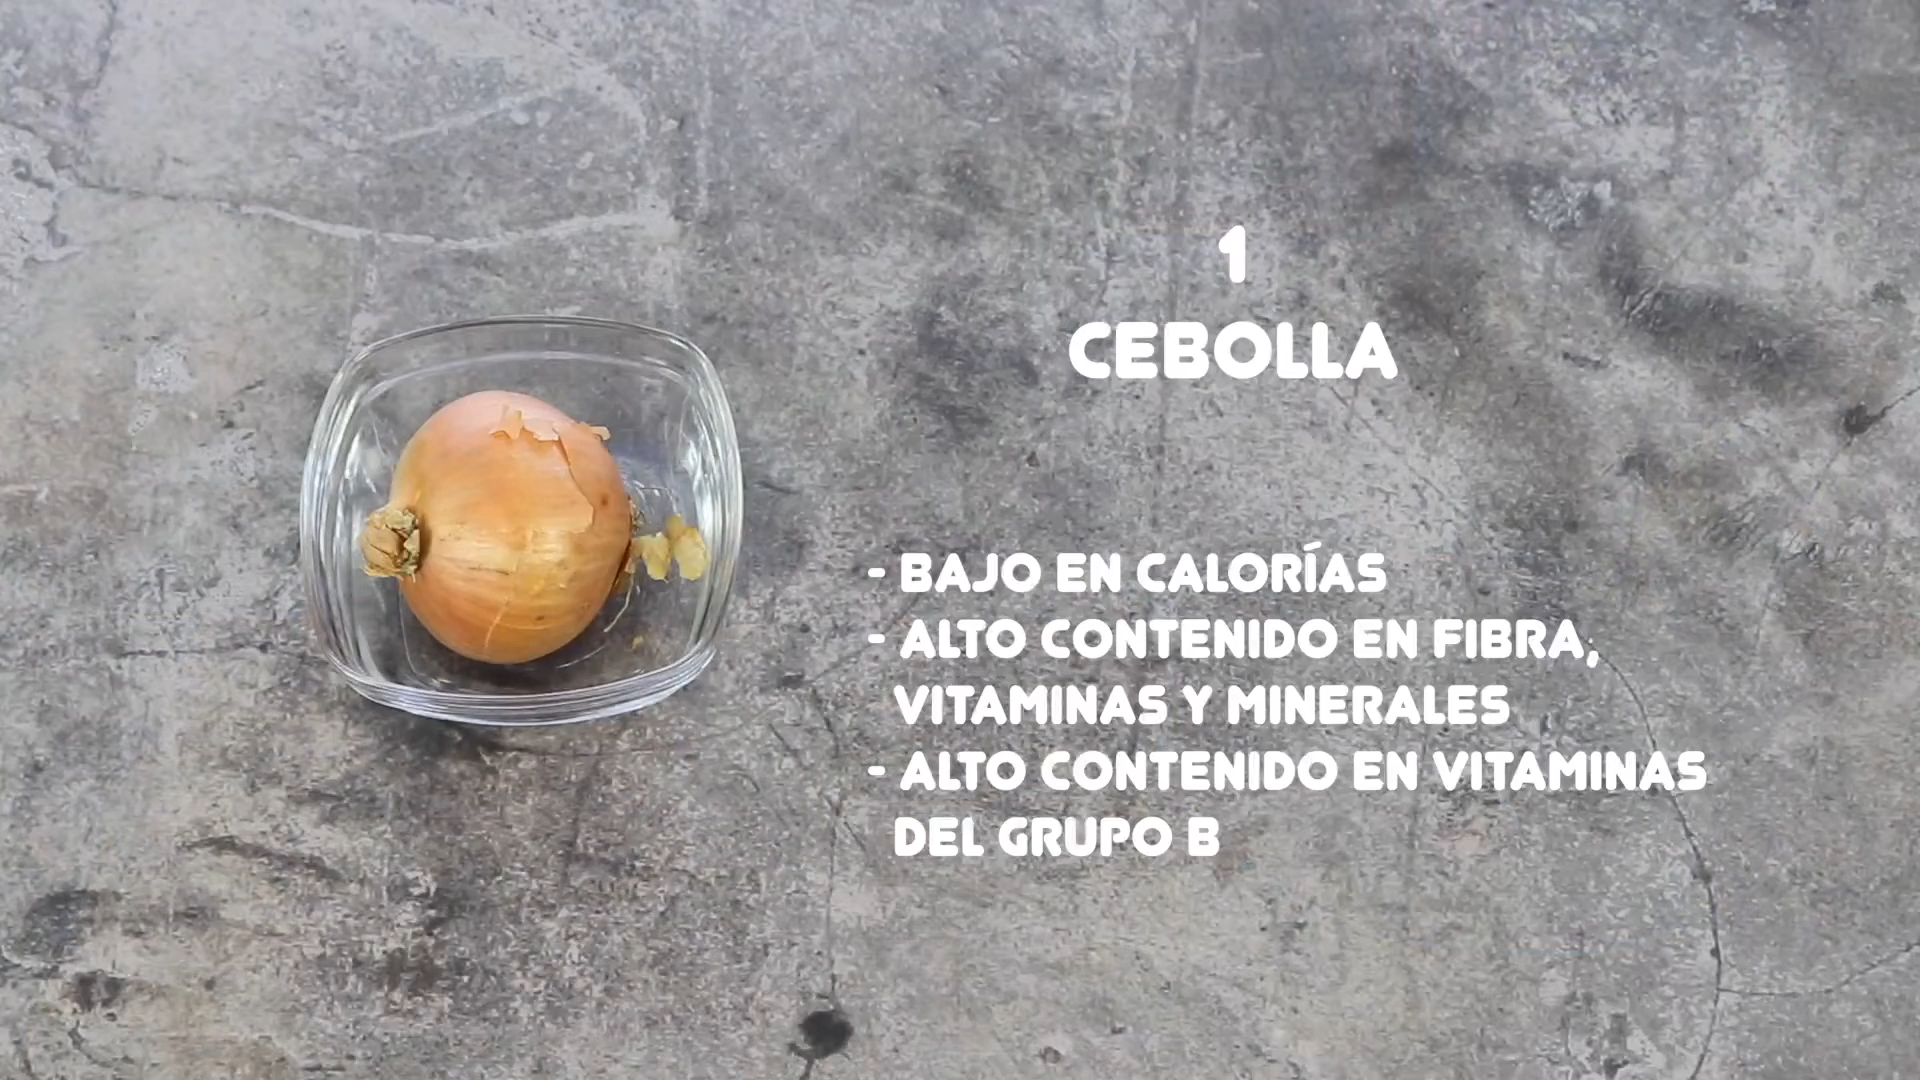 1
CEBOLLA
- BAJO EN CALORÍAS
- ALTO CONTENIDO EN FIBRA,
VITAMINAS Y MINERALES
- ALTO CONTENIDO EN VITAMINAS
DEL GRUPO B